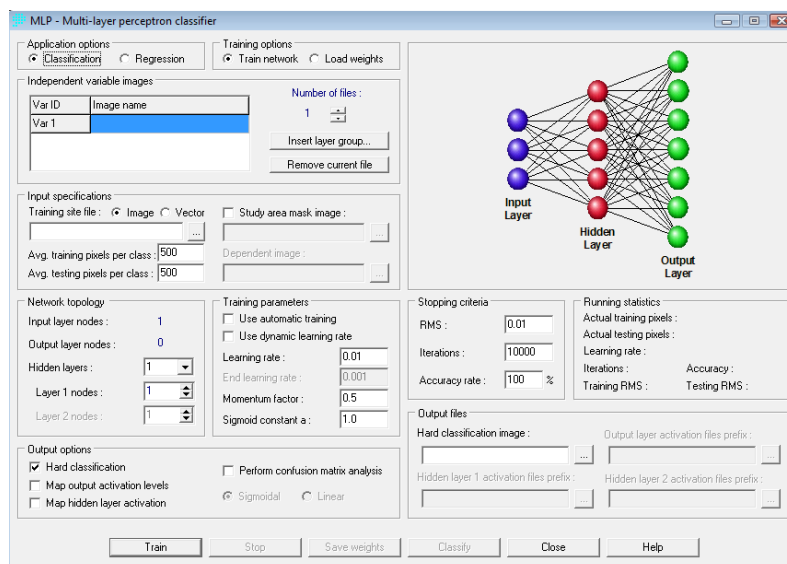 MLP - Multi-layer perceptron classifier
Application options
Classification
Regression
Training options
Train network
Load weights
Independent variable images
Var ID
Image name
Var 1
Number of files :
1
Insert layer group...
Remove current file
Input specifications
Training site file :
Image
Vector
...
Avg. training pixels per class :
500
Avg. testing pixels per class :
500
Study area mask image :
...
Dependent image :
...
Input
Layer
Hidden
Layer
Output
Layer
Network topology
Input layer nodes :
1
Output layer nodes :
0
Hidden layers :
1
Layer 1 nodes :
1
Layer 2 nodes :
1
Training parameters
Use automatic training
Use dynamic learning rate
Learning rate :
0.01
End learning rate :
0.001
Momentum factor :
0.5
Sigmoid constant a :
1.0
Stopping criteria
RMS :
0.01
Iterations :
10000
Accuracy rate :
100
%
Running statistics
Actual training pixels :
Actual testing pixels :
Learning rate :
Iterations :
Accuracy :
Training RMS :
Testing RMS :
Output options
Hard classification
Map output activation levels
Map hidden layer activation
Perform confusion matrix analysis
Sigmoidal
Linear
Output files
Hard classification image :
...
Output layer activation files prefix :
...
Hidden layer 1 activation files prefix :
...
Hidden layer 2 activation files prefix :
...
Train
Stop
Save weights
Classify
Close
Help